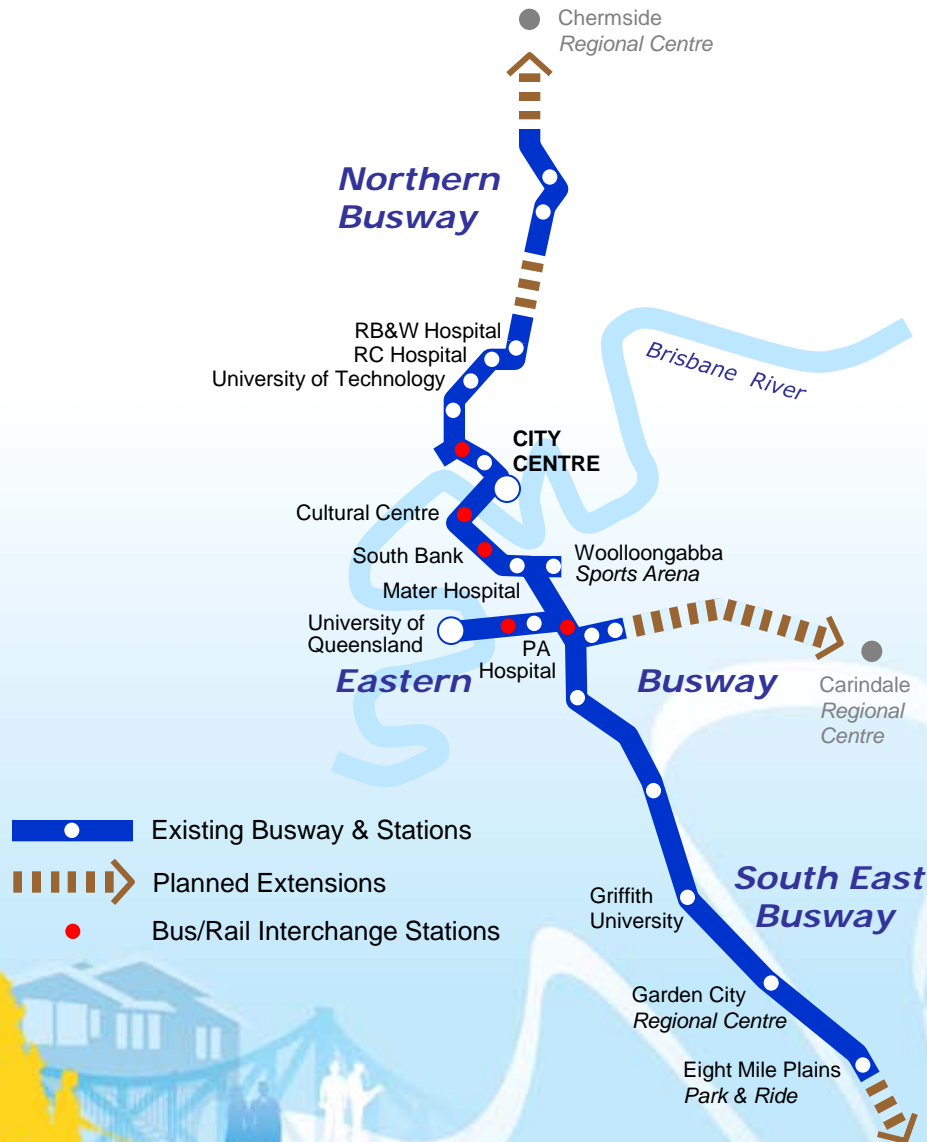 Chermside
Regional Centre
Northern
Busway
RB&W Hospital
RC Hospital
University of Technology
Brisbane River
CITY
CENTRE
Cultural Centre
South Bank
Woolloongabba
Sports Arena
Mater Hospital
University of
Queensland
PA
Hospital
Eastern
Busway
Carindale
Regional
Centre
Existing Busway & Stations
Planned Extensions
Bus/Rail Interchange Stations
South East
Busway
Griffith
University
Garden City
Regional Centre
Eight Mile Plains
Park & Ride